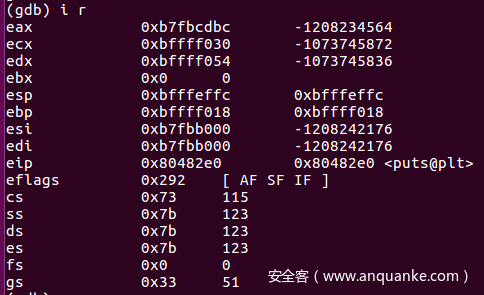 (gdb) i r
eax 0xb7fbcdbc -1208234564
ecx 0xbffff030 -1073745872
edx 0xbffff054 -1073745836
ebx 0x0 0
esp 0xbfffeffc 0xbfffeffc
ebp 0xbffff018 0xbffff018
esi 0xb7fbb000 -1208242176
edi 0xb7fbb000 -1208242176
eip 0x80482e0 0x80482e0 <puts@plt>
eflags 0x292 [ AF SF IF ]
cs 0x73 115
ss 0x7b 123
ds 0x7b 123
es 0x7b 123
fs 0x0 0
gs 0x33 51
安全客（www.anquanke.com）